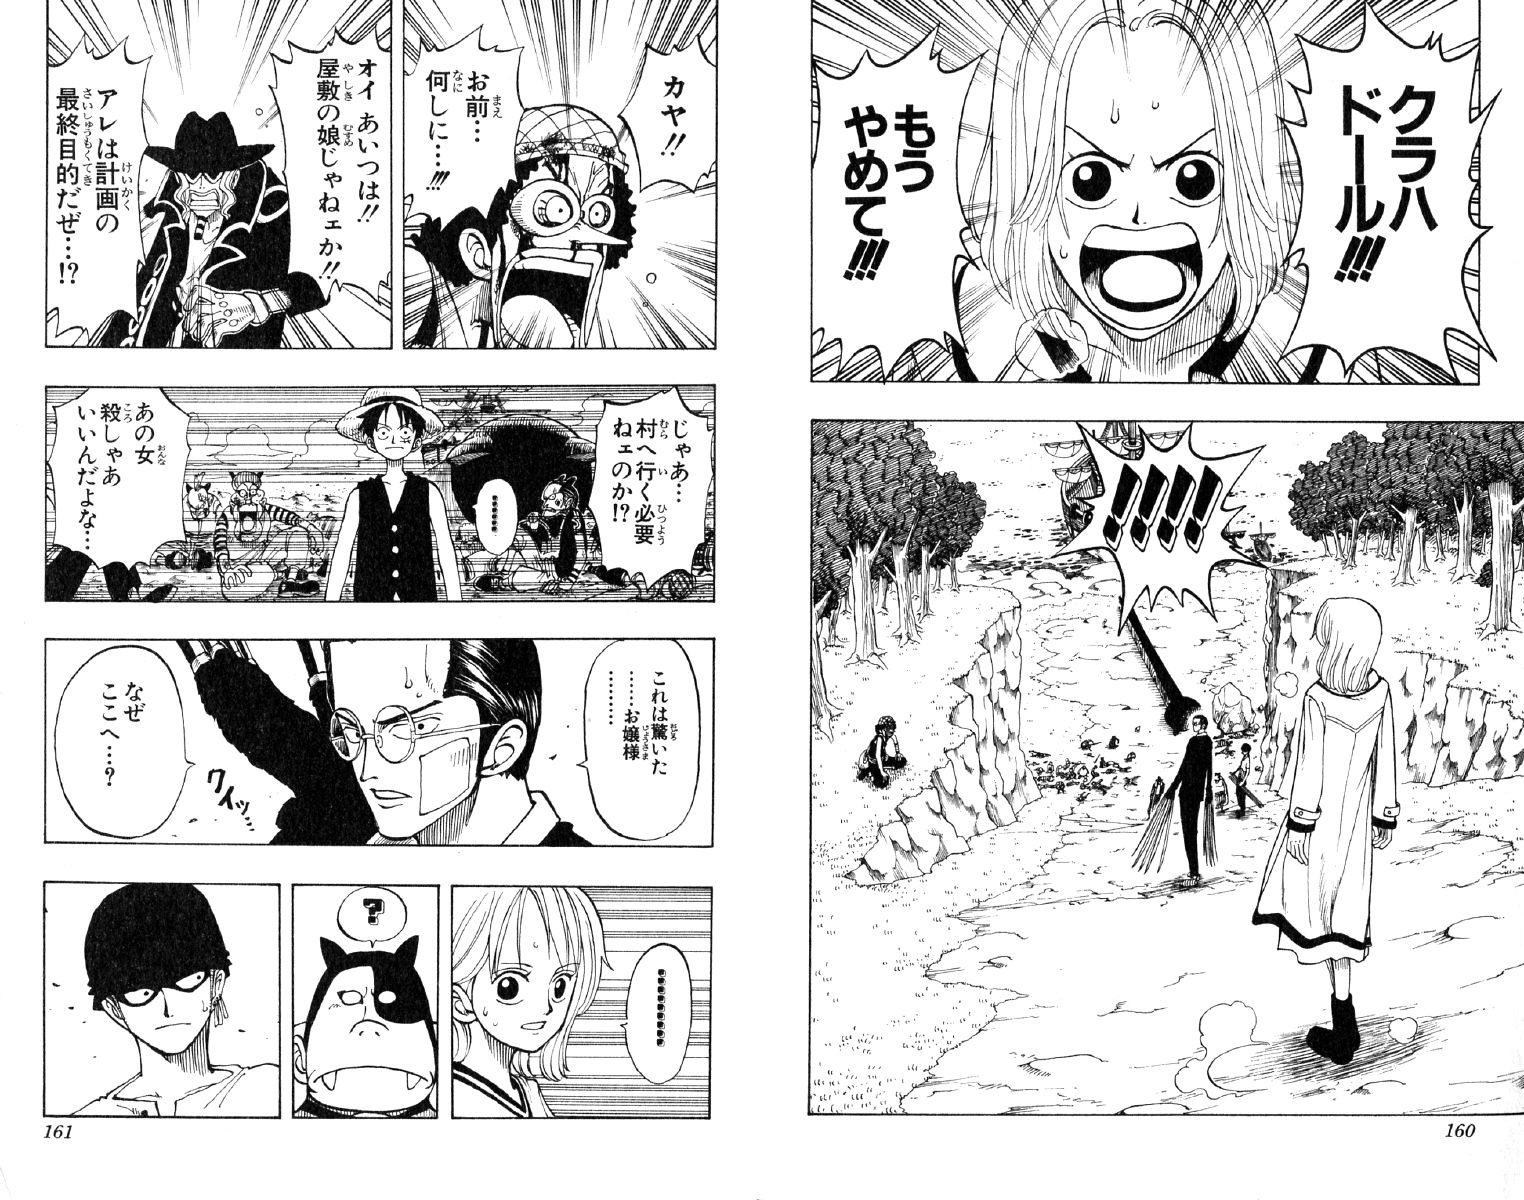 クラハ
ドール!!!
もう
やめて!!!
!!!!!
160
カヤ!!
お前…
何しに…!!!
オイ あいつは!!
屋敷の娘じゃねェか!!
アレは計画の
最終目的だぜ…!?
じゃあ…
村へ行く必要
ねェのか!?
………
あの女
殺しゃあ
いいんだよな…
これは驚いた
………お嬢様
…………
なぜ
ここへ…?
クイッ…
…………
?
161